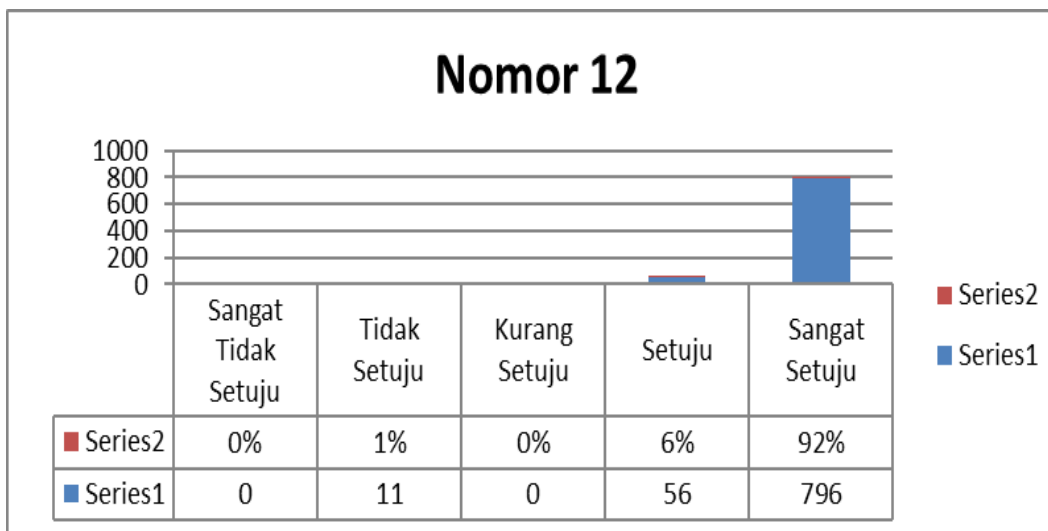 Nomor 12
1000
800
600
400
200
0
Sangat
Tidak
Setuju
Tidak
Setuju
Kurang
Setuju
Setuju
Sangat
Setuju
Series2 0% 1% 0% 6% 92%
Series1 0 11 0 56 796
Series2
Series1